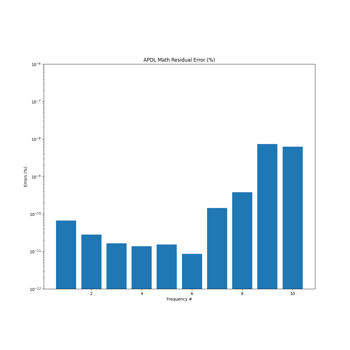 APDL Math Residual Error (%)
10⁻⁶
10⁻⁷
10⁻⁸
10⁻⁹
10⁻¹⁰
10⁻¹¹
10⁻¹²
Errors (%)
2 4 6 8 10
Frequency #